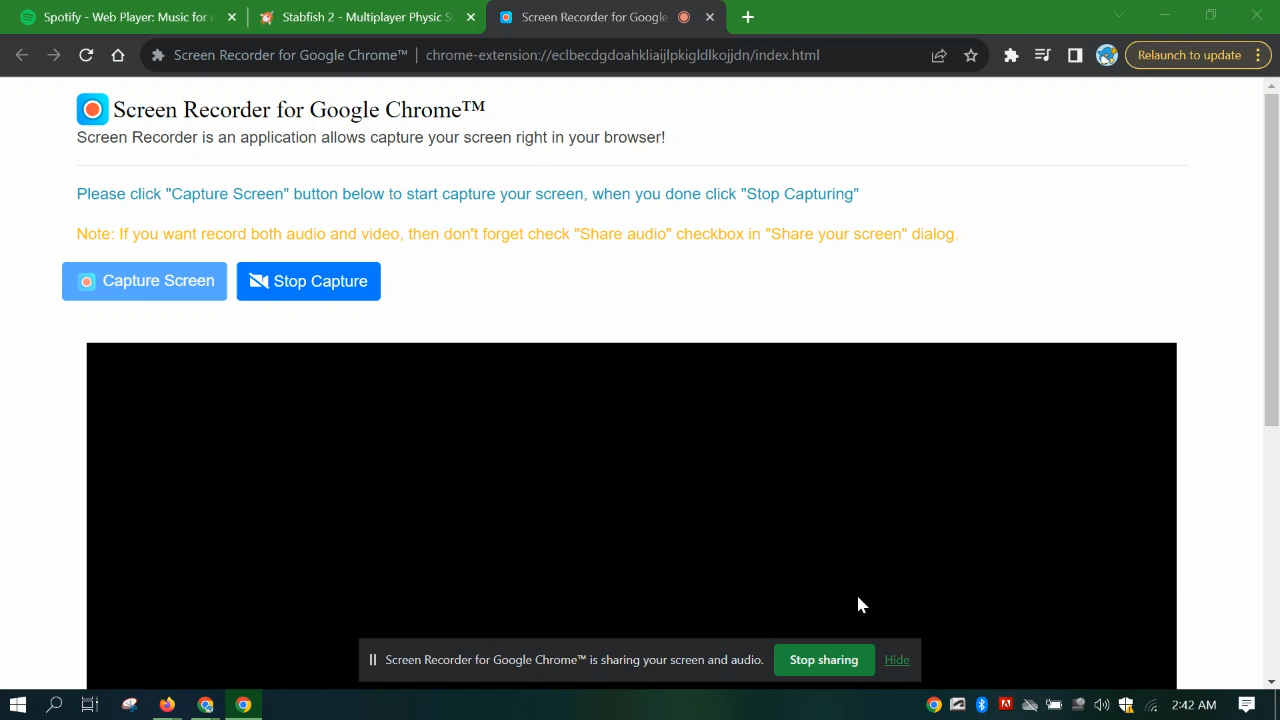 Spotify - Web Player: Music for e
Stabfish 2 - Multiplayer Physic S
Screen Recorder for Google
Screen Recorder for Google Chrome™ | chrome-extension://eclbecdgdoahkliaijlpkigldlkojjdn/index.html
Relaunch to update
Screen Recorder for Google Chrome™
Screen Recorder is an application allows capture your screen right in your browser!
Please click "Capture Screen" button below to start capture your screen, when you done click "Stop Capturing"
Note: If you want record both audio and video, then don't forget check "Share audio" checkbox in "Share your screen" dialog.
Capture Screen
Stop Capture
Screen Recorder for Google Chrome™ is sharing your screen and audio.
Stop sharing
Hide
2:42 AM